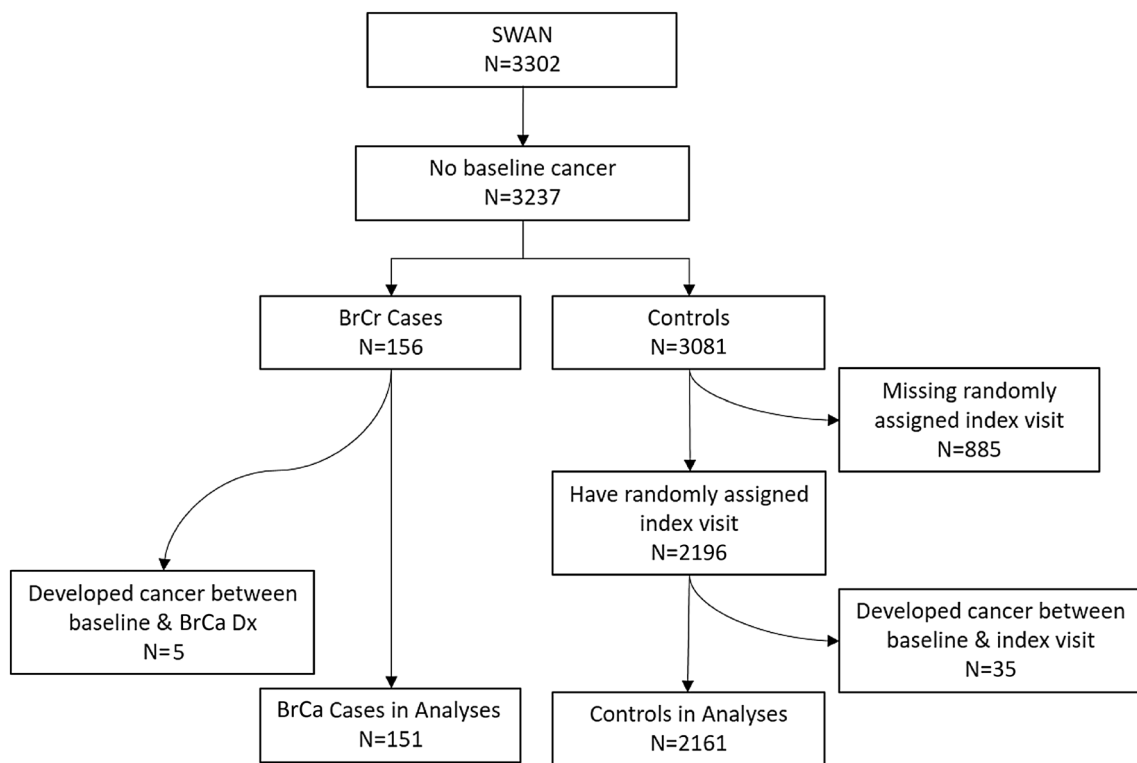 SWAN
N=3302
No baseline cancer
N=3237
BrCr Cases
N=156
Controls
N=3081
Missing randomly
assigned index visit
N=885
Have randomly assigned
index visit
N=2196
Developed cancer between
baseline & BrCa Dx
N=5
Developed cancer between
baseline & index visit
N=35
BrCa Cases in Analyses
N=151
Controls in Analyses
N=2161